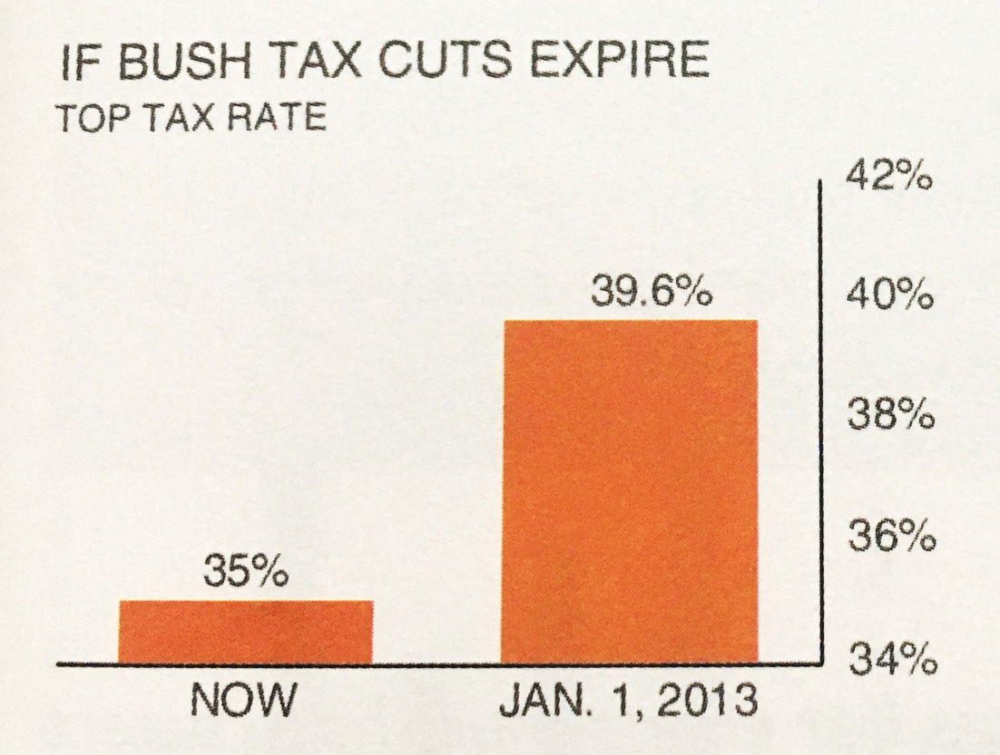 IF BUSH TAX CUTS EXPIRE
TOP TAX RATE
42%
39.6%
40%
38%
36%
35%
34%
NOW
JAN. 1, 2013